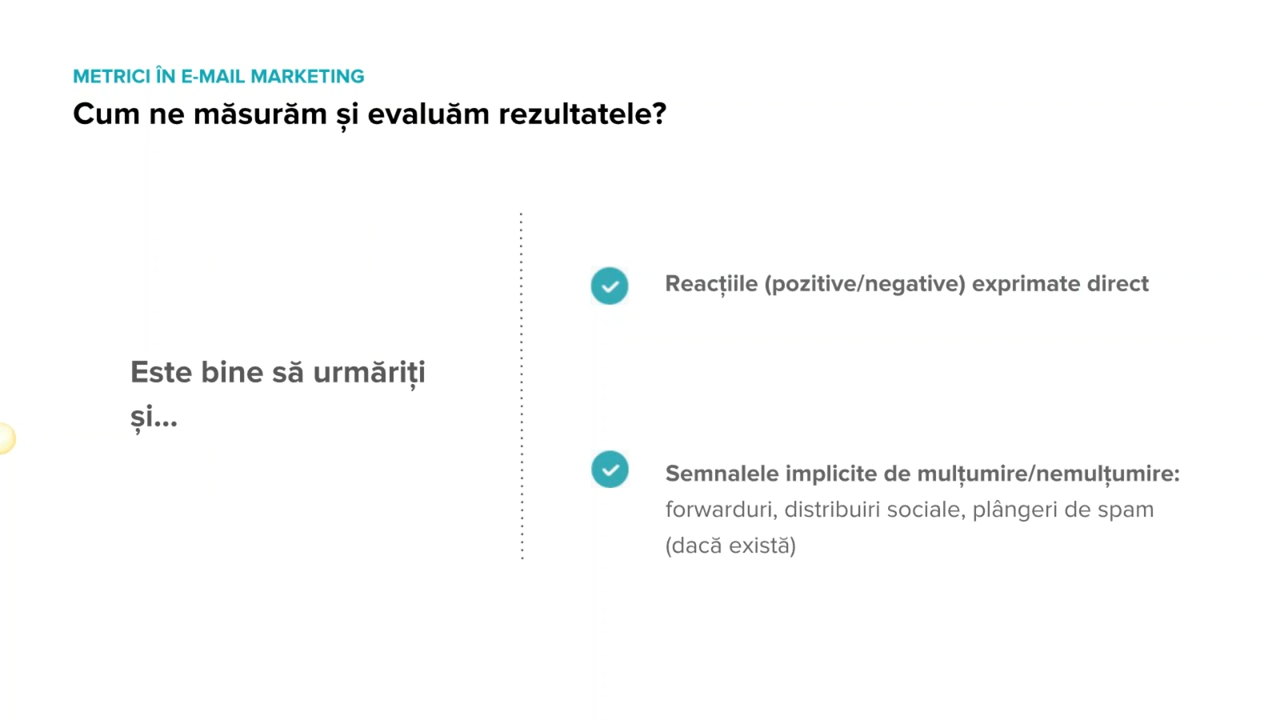 METRICI ÎN E-MAIL MARKETING
Cum ne măsurăm și evaluăm rezultatele?
Este bine să urmăriți
și...
Reacțiile (pozitive/negative) exprimate direct
Semnalele implicite de mulțumire/nemulțumire:
forwarduri, distribuiri sociale, plângeri de spam
(dacă există)